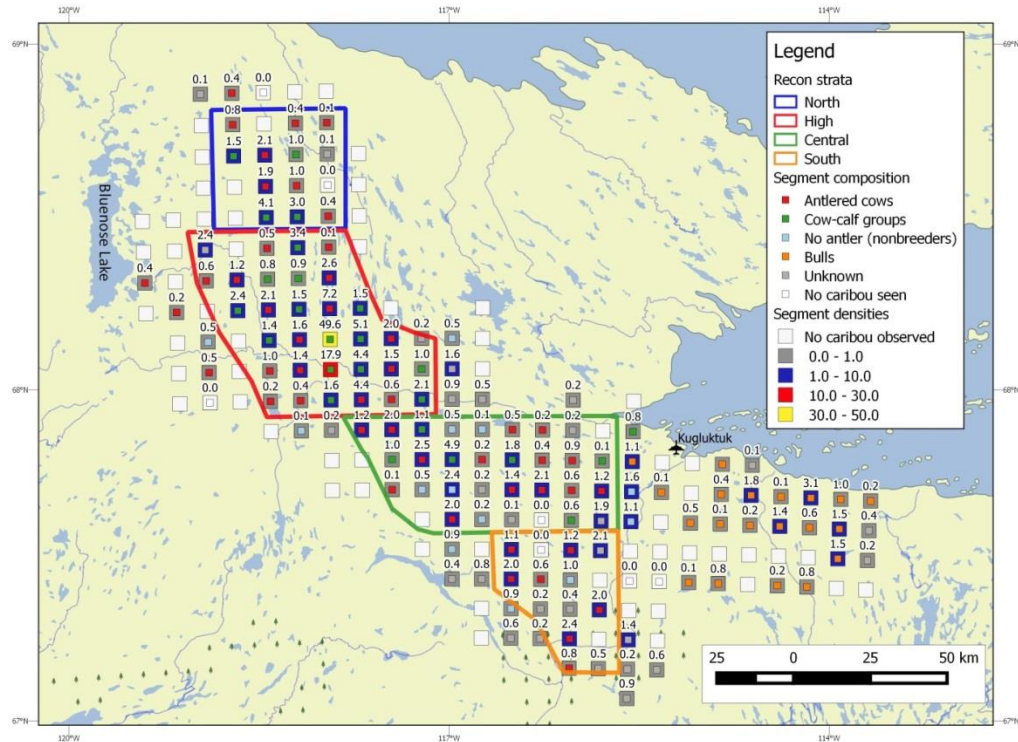 120°W 117°W 114°W
69°N 69°N
Legend
Recon strata
North
High
Central
South
Segment composition
Antlered cows
Cow-calf groups
No antler (nonbreeders)
Bulls
Unknown
No caribou seen
Segment densities
No caribou observed
0.0 - 1.0
1.0 - 10.0
10.0 - 30.0
30.0 - 50.0
0.1 0.4 0.0
0.8 0.4 0.1
1.5 2.1 1.0 0.1
1.9 1.0 0.0
4.1 3.0 0.4
Bluenose Lake
2.4 0.5 3.4 0.1
0.4 0.6 1.2 0.8 0.9 2.6
0.2 2.4 2.1 1.5 7.2 1.5
0.5 1.4 1.6 49.6 5.1 2.0 0.2 0.5
0.5 1.0 1.4 17.9 4.4 1.5 1.0 1.6
68°N 68°N
0.0 0.2 0.4 1.6 4.4 0.6 2.1 0.9 0.5 0.2
0.1 0.2 1.2 2.0 1.1 0.5 0.1 0.5 0.2 0.2 0.8
Kugluktuk
1.0 2.5 4.9 0.2 1.8 0.4 0.9 0.1 1.1 0.1
0.1 0.5 2.4 0.2 1.4 2.1 0.6 1.2 1.6 0.1 0.4 1.8 0.1 3.1 1.0 0.2
2.0 0.2 0.1 0.0 0.6 1.9 1.1 0.5 0.1 0.2 1.4 0.6 1.5 0.4
0.9 1.1 0.0 1.2 2.1 1.5 0.2
0.4 0.8 2.0 0.6 1.0 0.0 0.0 0.1 0.8 0.2 0.8
0.9 0.2 0.4 2.0
0.6 0.2 2.4 1.4
0.8 0.5 0.2 0.6
0.9
25 0 25 50 km
67°N 67°N
120°W 117°W 114°W